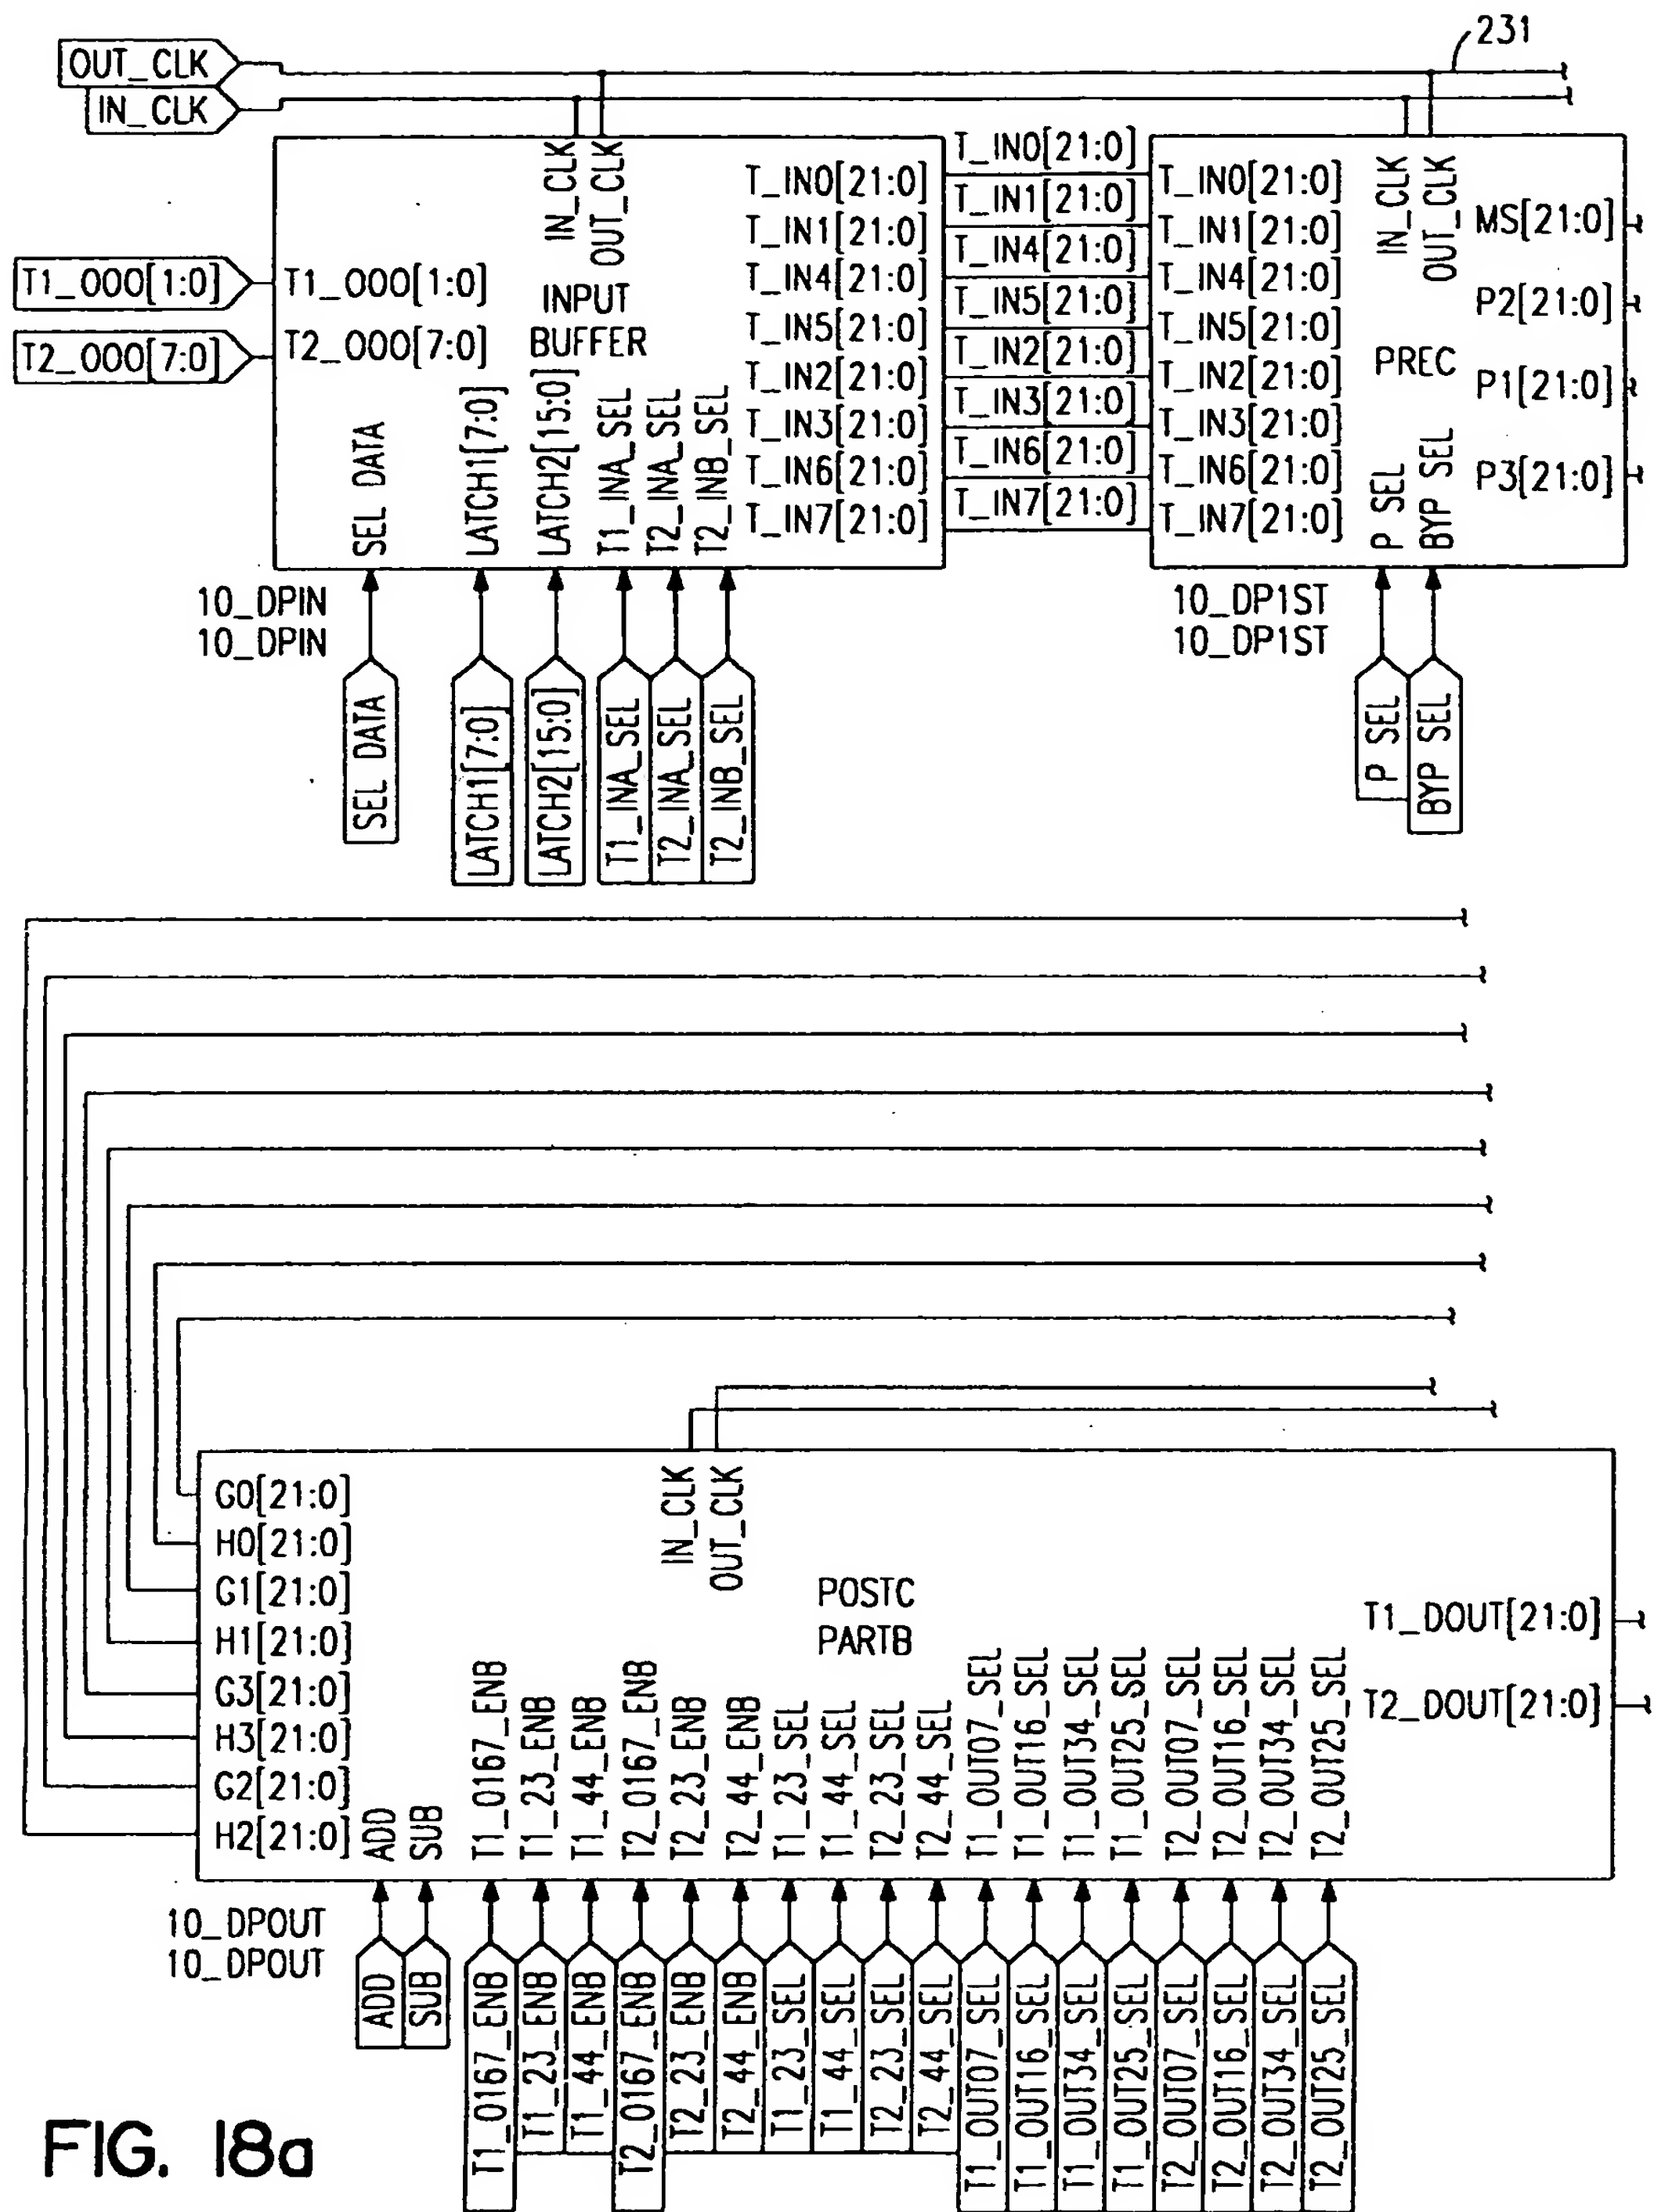 231
OUT_CLK
IN_CLK
T1_000[1:0]
T2_000[7:0]
IN_CLK
OUT_CLK
T1_000[1:0]
T2_000[7:0]
INPUT
BUFFER
SEL DATA
LATCH1[7:0]
LATCH2[15:0]
T1_INA_SEL
T2_INA_SEL
T2_INB_SEL
T_IN0[21:0]
T_IN1[21:0]
T_IN4[21:0]
T_IN5[21:0]
T_IN2[21:0]
T_IN3[21:0]
T_IN6[21:0]
T_IN7[21:0]
T_IN0[21:0]
T_IN1[21:0]
T_IN4[21:0]
T_IN5[21:0]
T_IN2[21:0]
T_IN3[21:0]
T_IN6[21:0]
T_IN7[21:0]
T_IN0[21:0]
T_IN1[21:0]
T_IN4[21:0]
T_IN5[21:0]
T_IN2[21:0]
T_IN3[21:0]
T_IN6[21:0]
T_IN7[21:0]
IN_CLK
OUT_CLK
PREC
P SEL
BYP SEL
MS[21:0]
P2[21:0]
P1[21:0]
P3[21:0]
10_DPIN
10_DPIN
10_DP1ST
10_DP1ST
SEL DATA
LATCH1[7:0]
LATCH2[15:0]
T1_INA_SEL
T2_INA_SEL
T2_INB_SEL
P SEL
BYP SEL
G0[21:0]
H0[21:0]
G1[21:0]
H1[21:0]
G3[21:0]
H3[21:0]
G2[21:0]
H2[21:0]
IN_CLK
OUT_CLK
POSTC
PARTB
T1_DOUT[21:0]
T2_DOUT[21:0]
ADD
SUB
T1_0167_ENB
T1_23_ENB
T1_44_ENB
T2_0167_ENB
T2_23_ENB
T2_44_ENB
T1_23_SEL
T1_44_SEL
T2_23_SEL
T2_44_SEL
T1_OUT07_SEL
T1_OUT16_SEL
T1_OUT34_SEL
T1_OUT25_SEL
T2_OUT07_SEL
T2_OUT16_SEL
T2_OUT34_SEL
T2_OUT25_SEL
10_DPOUT
10_DPOUT
ADD
SUB
T1_0167_ENB
T1_23_ENB
T1_44_ENB
T2_0167_ENB
T2_23_ENB
T2_44_ENB
T1_23_SEL
T1_44_SEL
T2_23_SEL
T2_44_SEL
T1_OUT07_SEL
T1_OUT16_SEL
T1_OUT34_SEL
T1_OUT25_SEL
T2_OUT07_SEL
T2_OUT16_SEL
T2_OUT34_SEL
T2_OUT25_SEL
FIG. 18a